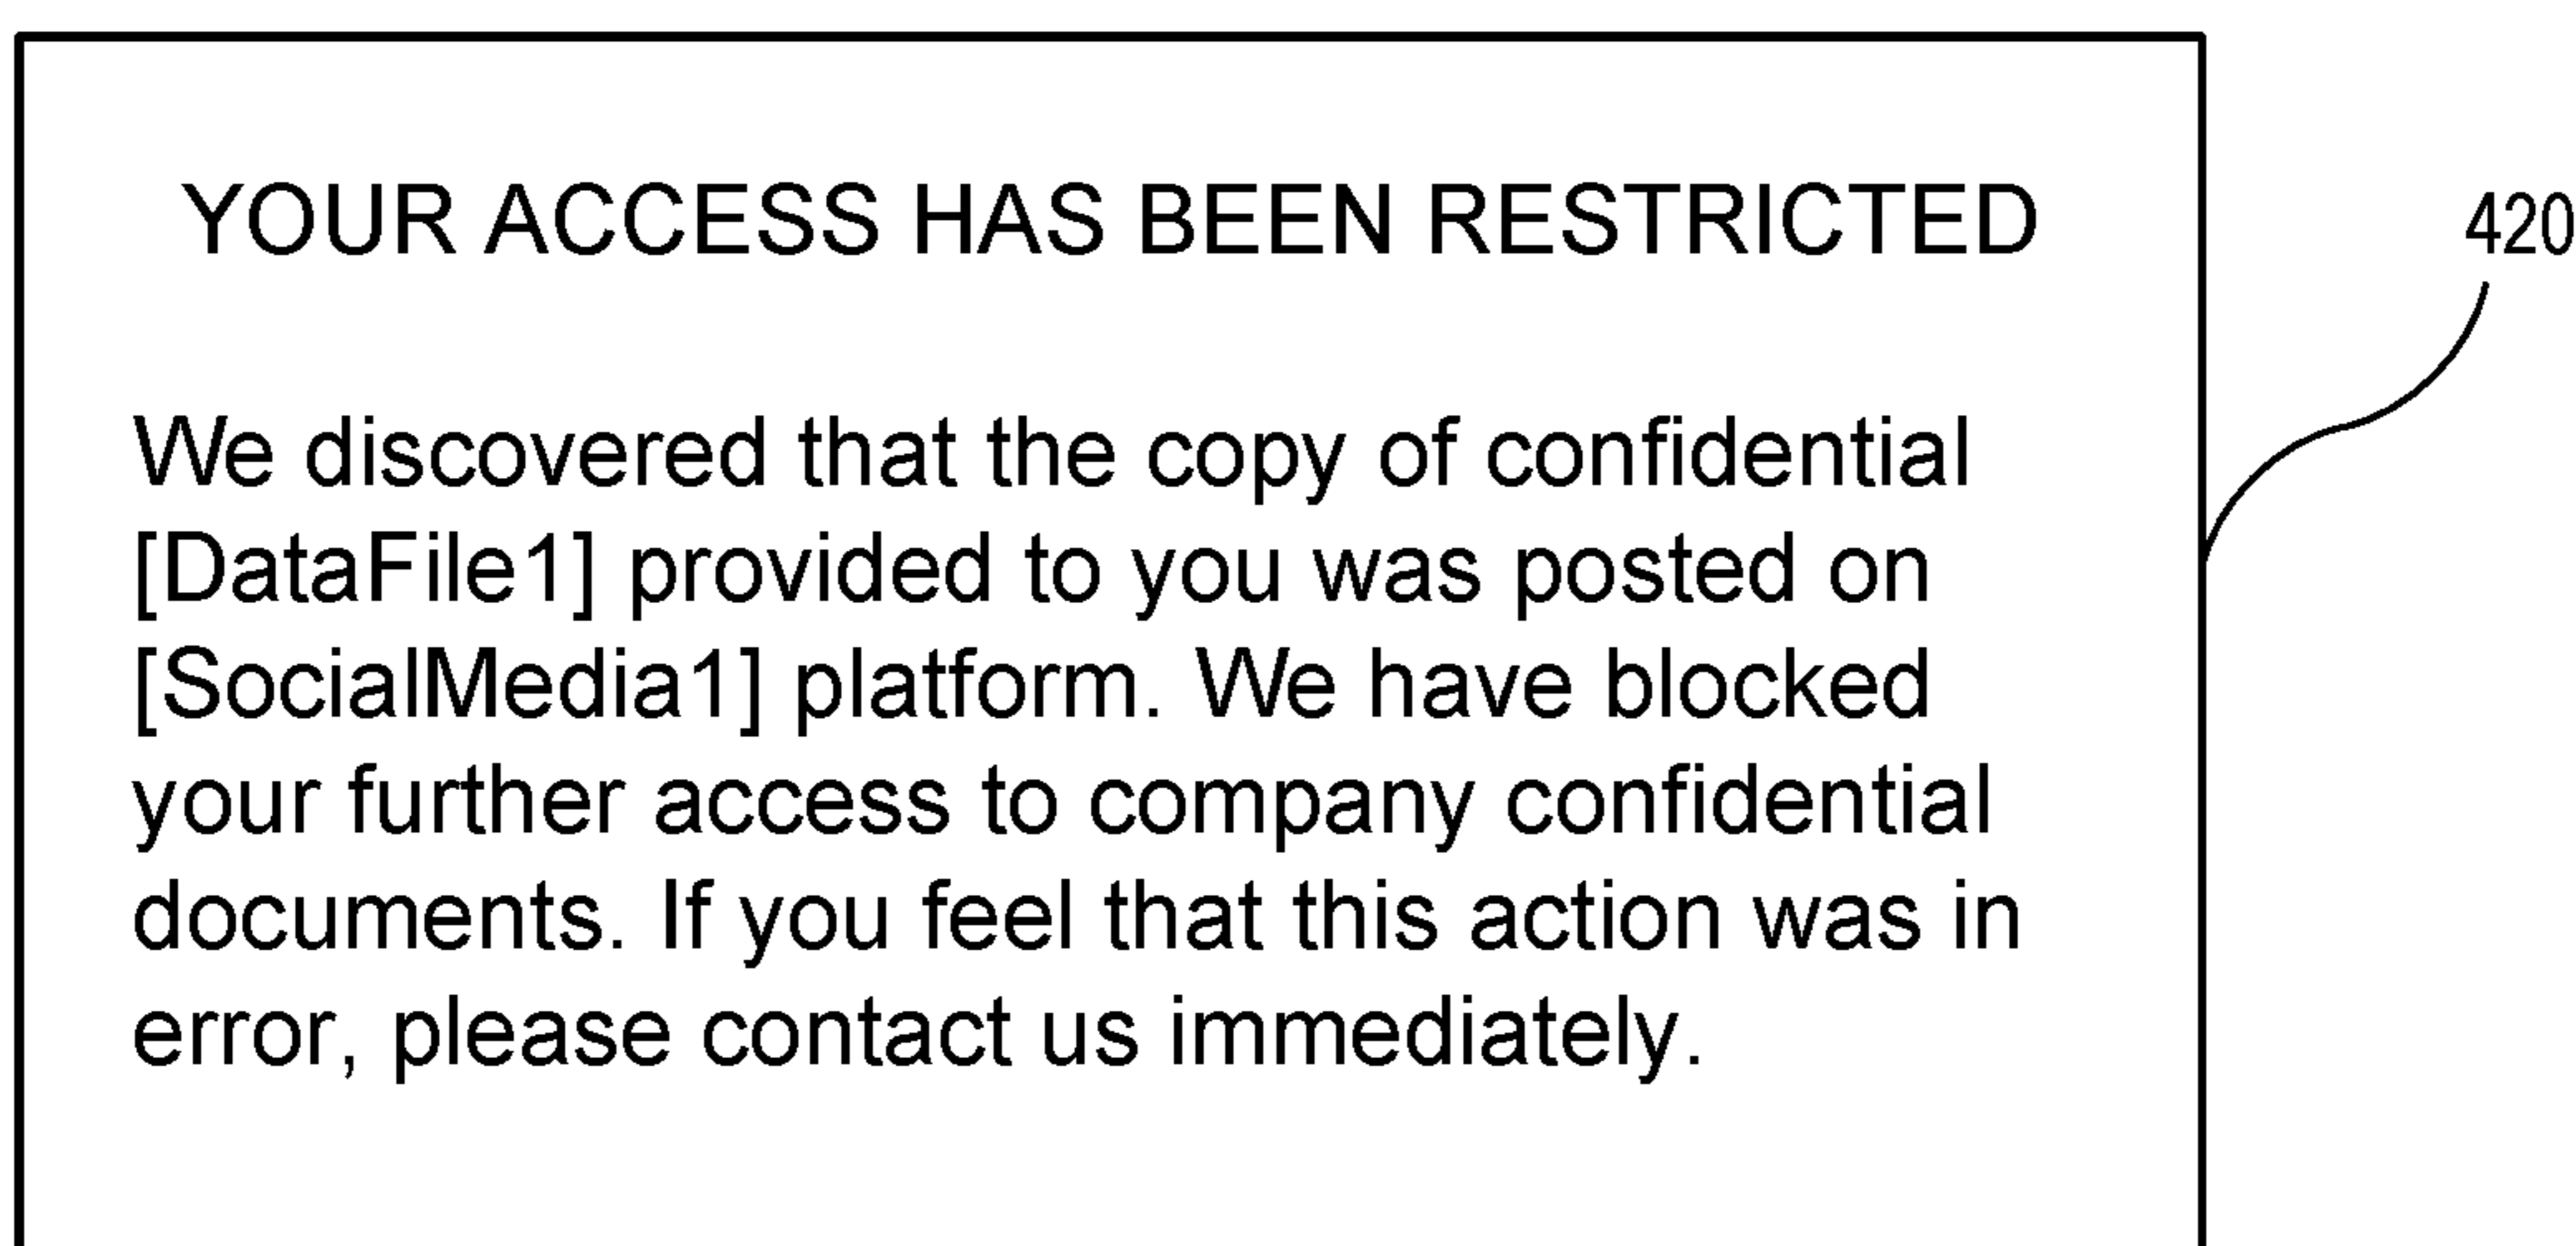 YOUR ACCESS HAS BEEN RESTRICTED
420
We discovered that the copy of confidential
[DataFile1] provided to you was posted on
[SocialMedia1] platform. We have blocked
your further access to company confidential
documents. If you feel that this action was in
error, please contact us immediately.